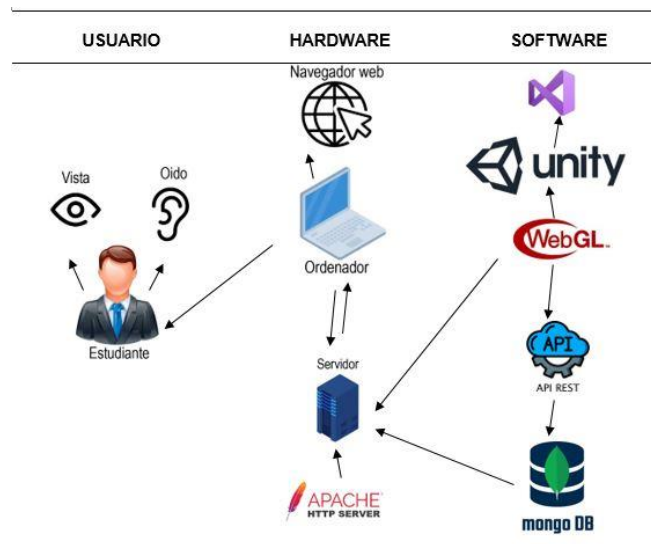 USUARIO
HARDWARE
SOFTWARE
Navegador web
unity
Vista
Oido
WebGL™
Ordenador
Estudiante
API
Servidor
API REST
APACHE
HTTP SERVER
mongo DB